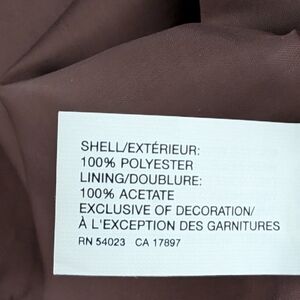 SHELL/EXTÉRIEUR:
100% POLYESTER
LINING/DOUBLURE:
100% ACETATE
EXCLUSIVE OF DECORATION/
À L'EXCEPTION DES GARNITURES
RN 54023 CA 17897